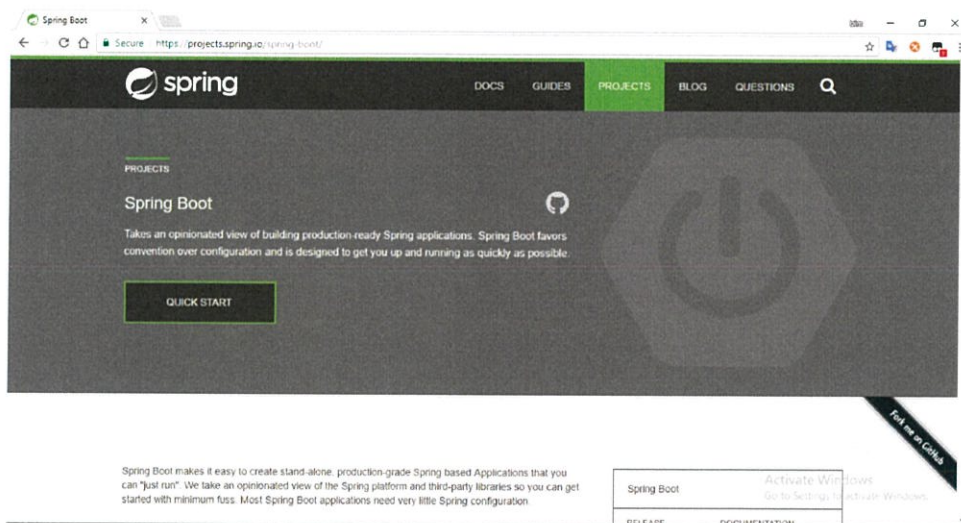 Spring Boot
Secure https://projects.spring.io/spring-boot/
spring
DOCS GUIDES PROJECTS BLOG QUESTIONS
PROJECTS
Spring Boot
Takes an opinionated view of building production-ready Spring applications. Spring Boot favors
convention over configuration and is designed to get you up and running as quickly as possible.
QUICK START
Fork me on GitHub
Spring Boot makes it easy to create stand-alone, production-grade Spring based Applications that you
can "just run". We take an opinionated view of the Spring platform and third-party libraries so you can get
started with minimum fuss. Most Spring Boot applications need very little Spring configuration.
Spring Boot
Activate Windows
Go to Settings to activate Windows.
RELEASE DOCUMENTATION